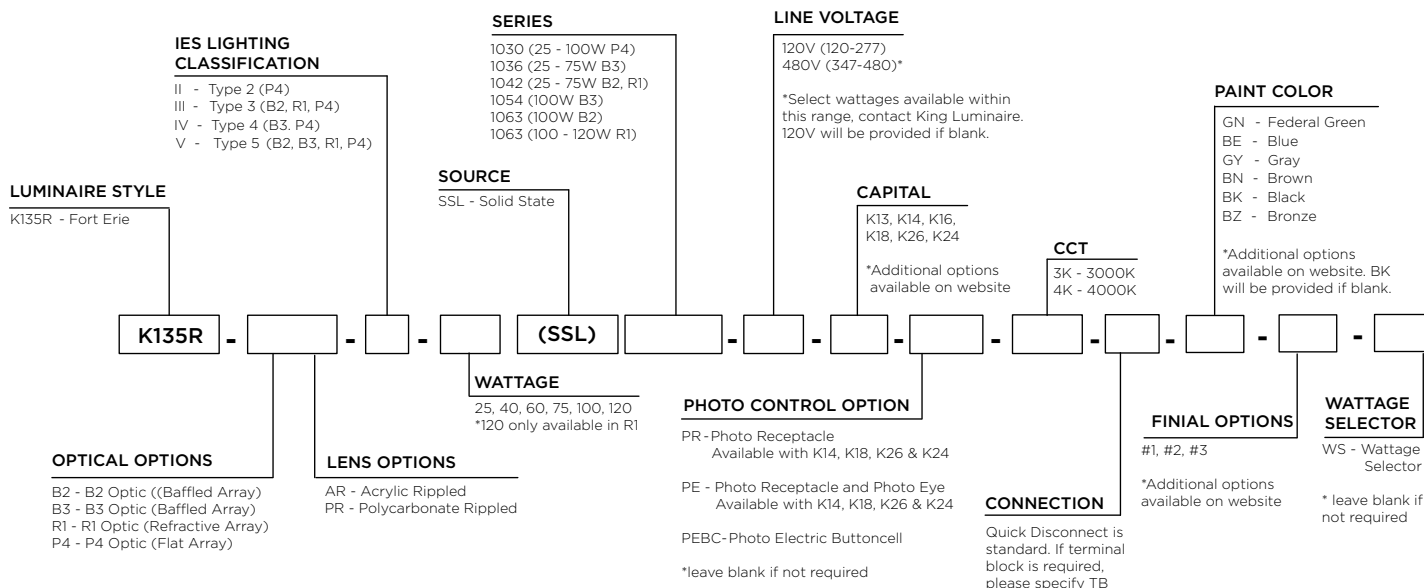 SERIES
1030 (25 - 100W P4)
1036 (25 - 75W B3)
1042 (25 - 75W B2, R1)
1054 (100W B3)
1063 (100W B2)
1063 (100 - 120W R1)
LINE VOLTAGE
120V (120-277)
480V (347-480)*
*Select wattages available within
this range, contact King Luminaire.
120V will be provided if blank.
IES LIGHTING
CLASSIFICATION
II - Type 2 (P4)
III - Type 3 (B2, R1, P4)
IV - Type 4 (B3. P4)
V - Type 5 (B2, B3, R1, P4)
PAINT COLOR
GN - Federal Green
BE - Blue
GY - Gray
BN - Brown
BK - Black
BZ - Bronze
*Additional options
available on website. BK
will be provided if blank.
LUMINAIRE STYLE
K135R - Fort Erie
SOURCE
SSL - Solid State
CAPITAL
K13, K14, K16,
K18, K26, K24
*Additional options
available on website
CCT
3K - 3000K
4K - 4000K
K135R - - - (SSL) - - - - - - - -
WATTAGE
25, 40, 60, 75, 100, 120
*120 only available in R1
OPTICAL OPTIONS
B2 - B2 Optic ((Baffled Array)
B3 - B3 Optic (Baffled Array)
R1 - R1 Optic (Refractive Array)
P4 - P4 Optic (Flat Array)
LENS OPTIONS
AR - Acrylic Rippled
PR - Polycarbonate Rippled
PHOTO CONTROL OPTION
PR-Photo Receptacle
Available with K14, K18, K26 & K24
PE - Photo Receptacle and Photo Eye
Available with K14, K18, K26 & K24
PEBC-Photo Electric Buttoncell
*leave blank if not required
CONNECTION
Quick Disconnect is
standard. If terminal
block is required,
please specify TB
FINIAL OPTIONS
#1, #2, #3
*Additional options
available on website
WATTAGE
SELECTOR
WS - Wattage
Selector
* leave blank if
not required